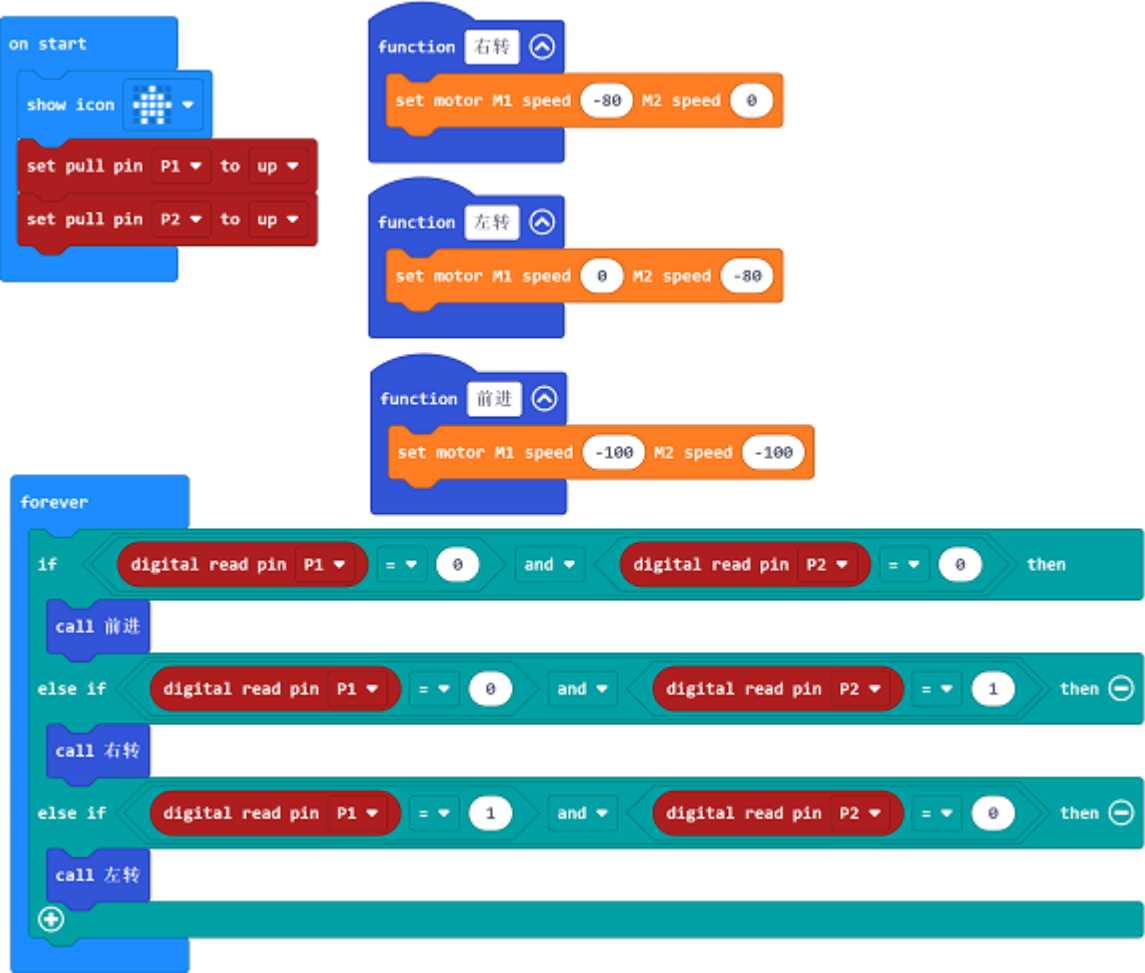 on start
show icon
set pull pin P1 to up
set pull pin P2 to up
function 右转
set motor M1 speed -80 M2 speed 0
function 左转
set motor M1 speed 0 M2 speed -80
function 前进
set motor M1 speed -100 M2 speed -100
forever
if digital read pin P1 = 0 and digital read pin P2 = 0 then
call 前进
else if digital read pin P1 = 0 and digital read pin P2 = 1 then
call 右转
else if digital read pin P1 = 1 and digital read pin P2 = 0 then
call 左转